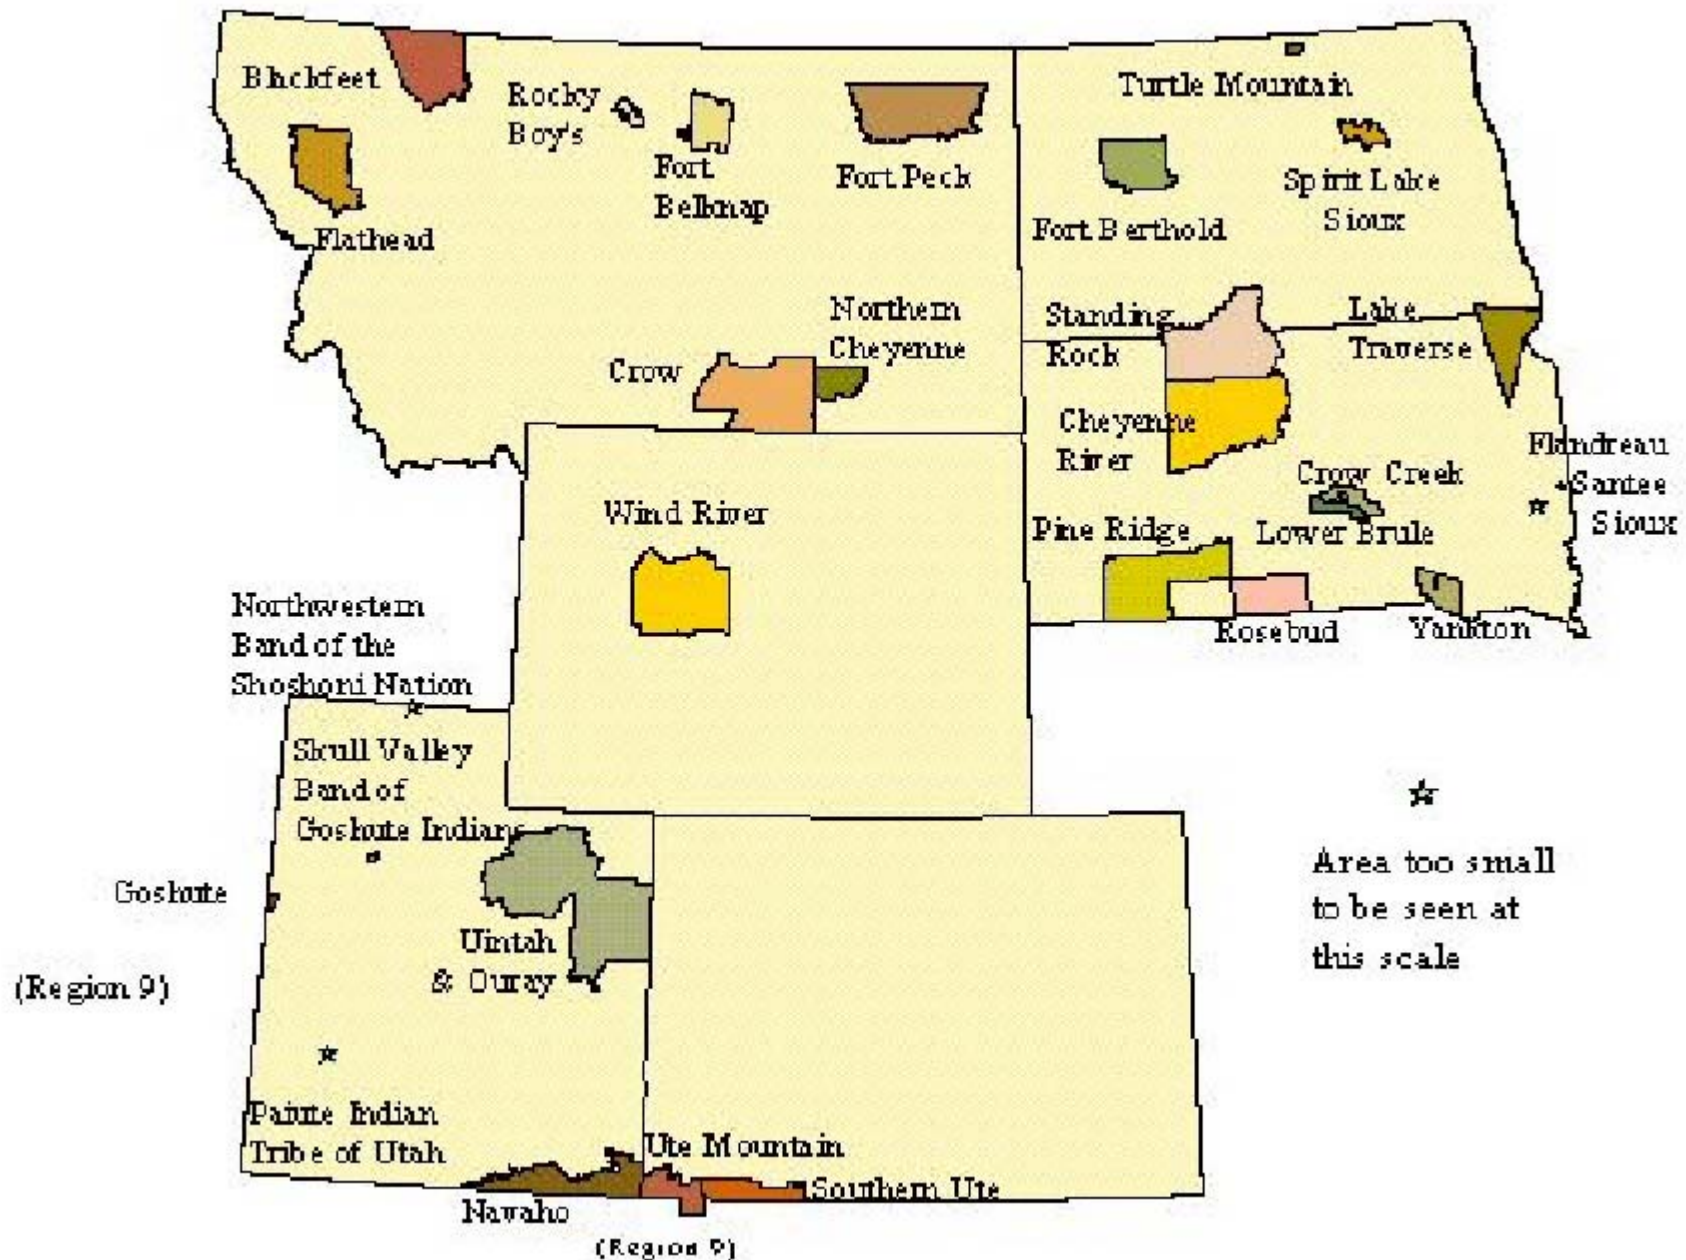 Blackfeet
Rocky
Boy's
Fort
Belknap
Fort Peck
Flathead
Turtle Mountain
Spirit Lake
Sioux
Fort Berthold
Northern
Cheyenne
Crow
Standing
Rock
Lake
Traverse
Cheyenne
River
Flandreau
Santee
Sioux
Crow Creek
Lower Brule
Pine Ridge
Rosebud
Yankton
Wind River
Northwestern
Band of the
Shoshoni Nation
Skull Valley
Band of
Goshute Indians
Goshute
(Region 9)
Uintah
& Ouray
Paiute Indian
Tribe of Utah
Ute Mountain
Southern Ute
Navaho
(Region 9)
Area too small
to be seen at
this scale